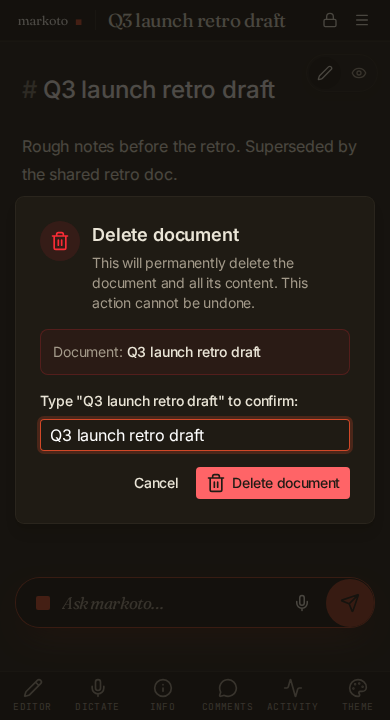 markoto
Q3 launch retro draft
# Q3 launch retro draft
Rough notes before the retro. Superseded by
the shared retro doc.
Delete document
This will permanently delete the
document and all its content. This
action cannot be undone.
Document: Q3 launch retro draft
Type "Q3 launch retro draft" to confirm:
Q3 launch retro draft
Cancel
Delete document
Ask markoto...
EDITOR
DICTATE
INFO
COMMENTS
ACTIVITY
THEME